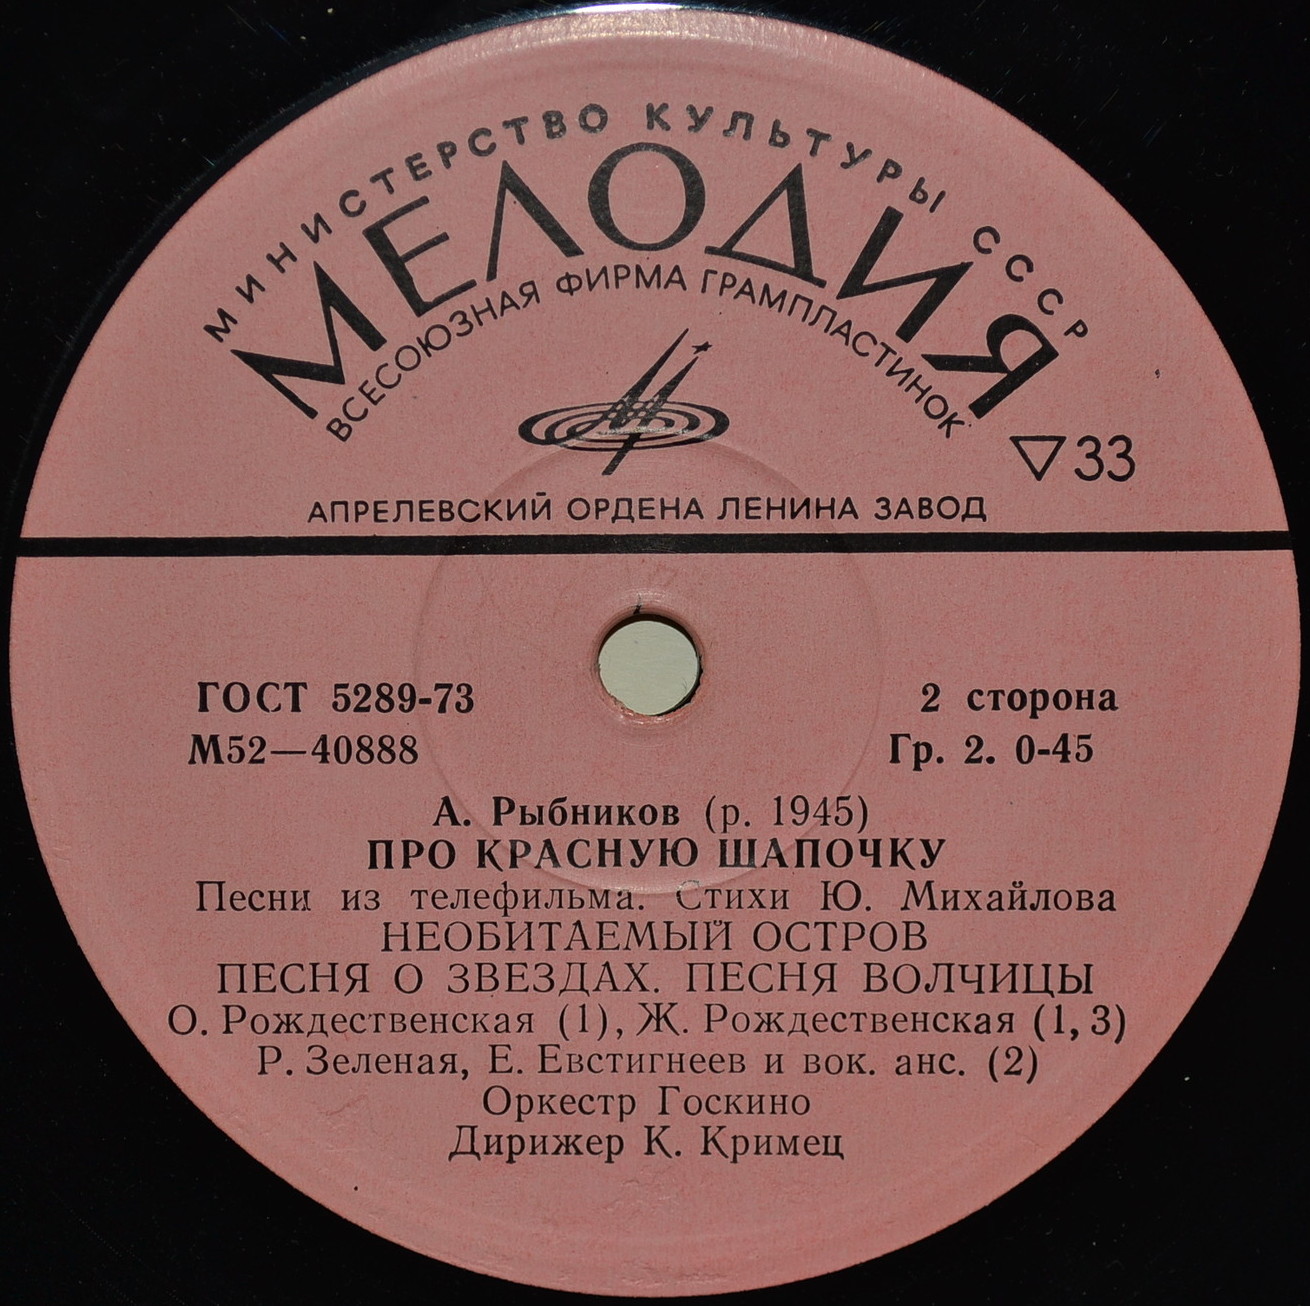 МИНИСТЕРСТВО КУЛЬТУРЫ СССР
МЕЛОДИЯ
ВСЕСОЮЗНАЯ ФИРМА ГРАМПЛАСТИНОК
▽33
АПРЕЛЕВСКИЙ ОРДЕНА ЛЕНИНА ЗАВОД
ГОСТ 5289-73
2 сторона
М52—40888
Гр. 2. 0-45
А. Рыбников (р. 1945)
ПРО КРАСНУЮ ШАПОЧКУ
Песни из телефильма. Стихи Ю. Михайлова
НЕОБИТАЕМЫЙ ОСТРОВ
ПЕСНЯ О ЗВЕЗДАХ. ПЕСНЯ ВОЛЧИЦЫ
О. Рождественская (1), Ж. Рождественская (1, 3)
Р. Зеленая, Е. Евстигнеев и вок. анс. (2)
Оркестр Госкино
Дирижер К. Кримец